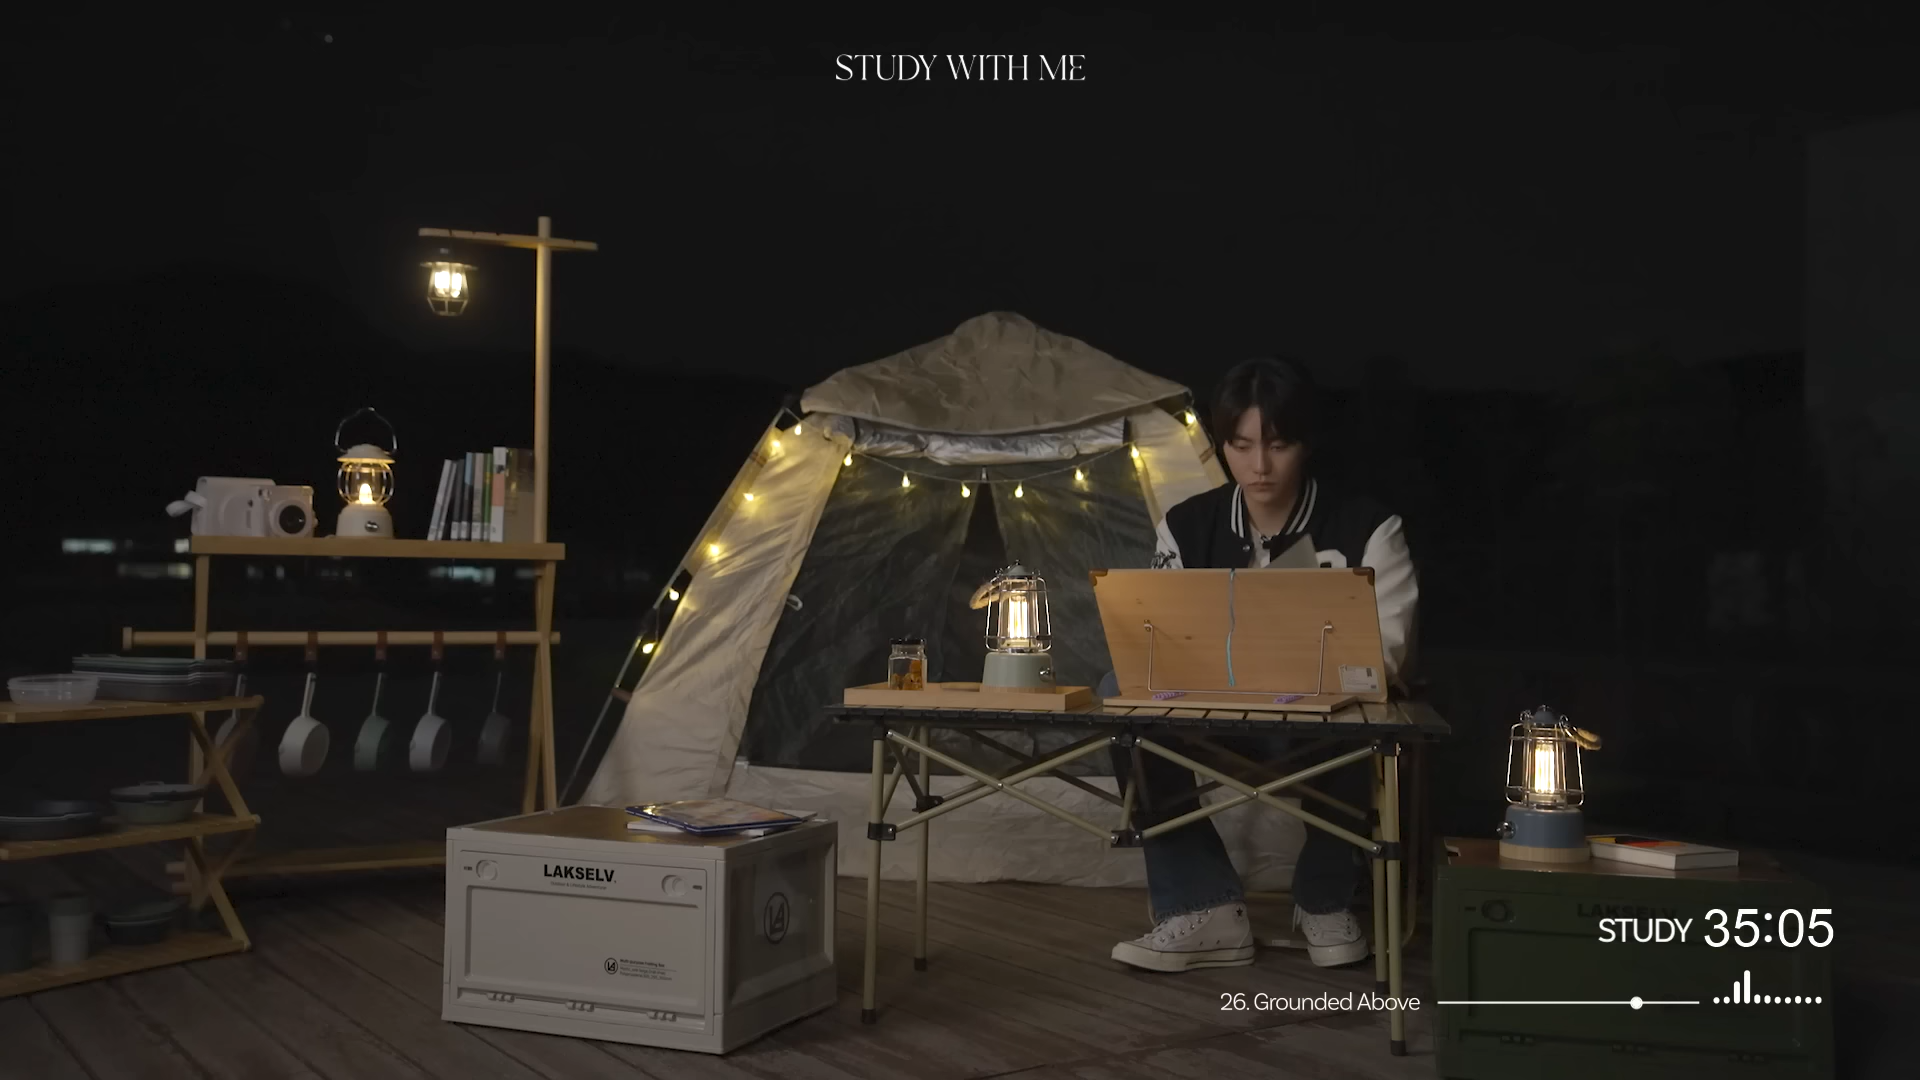 STUDY WITH ME
LAKSELV
STUDY 35:05
26. Grounded Above